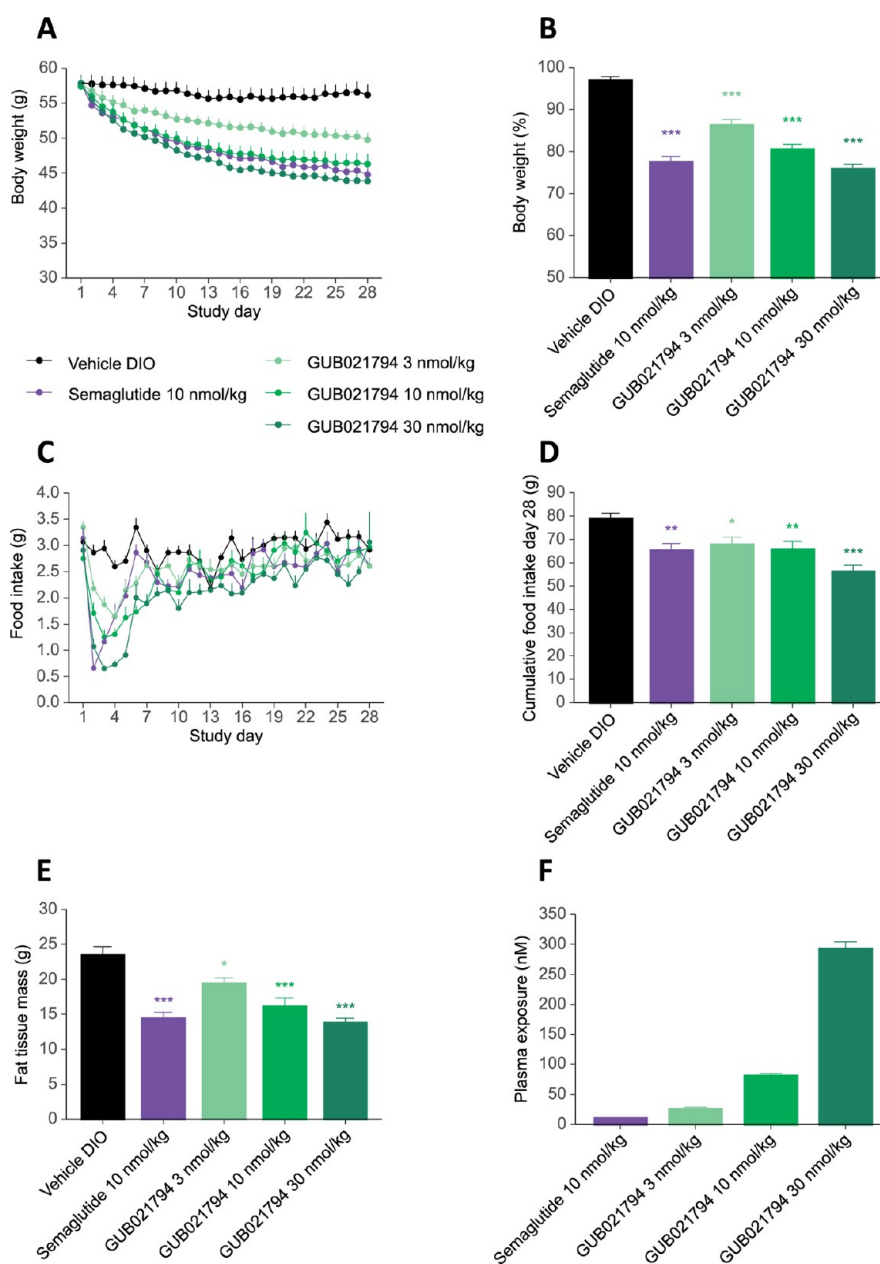 A
B
60
55
50
45
40
35
30
Body weight (g)
1 4 7 10 13 16 19 22 25 28
Study day
100
90
80
70
60
50
Body weight (%)
***
***
***
***
Vehicle DIO
Semaglutide 10 nmol/kg
GUB021794 3 nmol/kg
GUB021794 10 nmol/kg
GUB021794 30 nmol/kg
Vehicle DIO
Semaglutide 10 nmol/kg
GUB021794 3 nmol/kg
GUB021794 10 nmol/kg
GUB021794 30 nmol/kg
C
D
4.0
3.5
3.0
2.5
2.0
1.5
1.0
0.5
0.0
Food intake (g)
1 4 7 10 13 16 19 22 25 28
Study day
90
80
70
60
50
40
30
20
10
0
Cumulative food intake day 28 (g)
**
*
**
***
Vehicle DIO
Semaglutide 10 nmol/kg
GUB021794 3 nmol/kg
GUB021794 10 nmol/kg
GUB021794 30 nmol/kg
E
F
30
25
20
15
10
5
0
Fat tissue mass (g)
***
*
***
***
Vehicle DIO
Semaglutide 10 nmol/kg
GUB021794 3 nmol/kg
GUB021794 10 nmol/kg
GUB021794 30 nmol/kg
350
300
250
200
150
100
50
0
Plasma exposure (nM)
Semaglutide 10 nmol/kg
GUB021794 3 nmol/kg
GUB021794 10 nmol/kg
GUB021794 30 nmol/kg